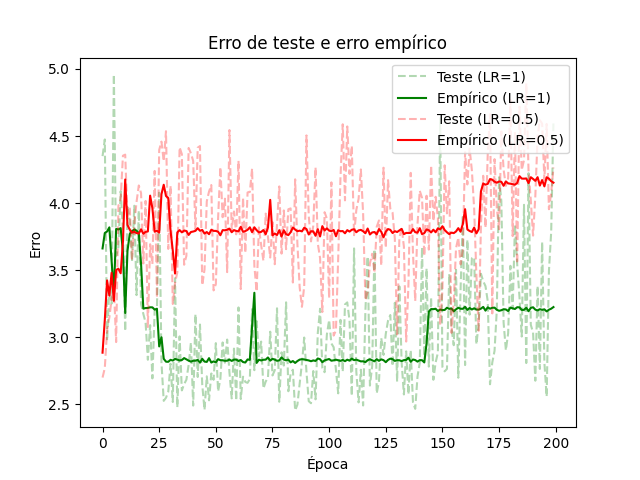 Erro de teste e erro empírico
Teste (LR=1)
Empírico (LR=1)
Teste (LR=0.5)
Empírico (LR=0.5)
Erro
5.0
4.5
4.0
3.5
3.0
2.5
0 25 50 75 100 125 150 175 200
Época